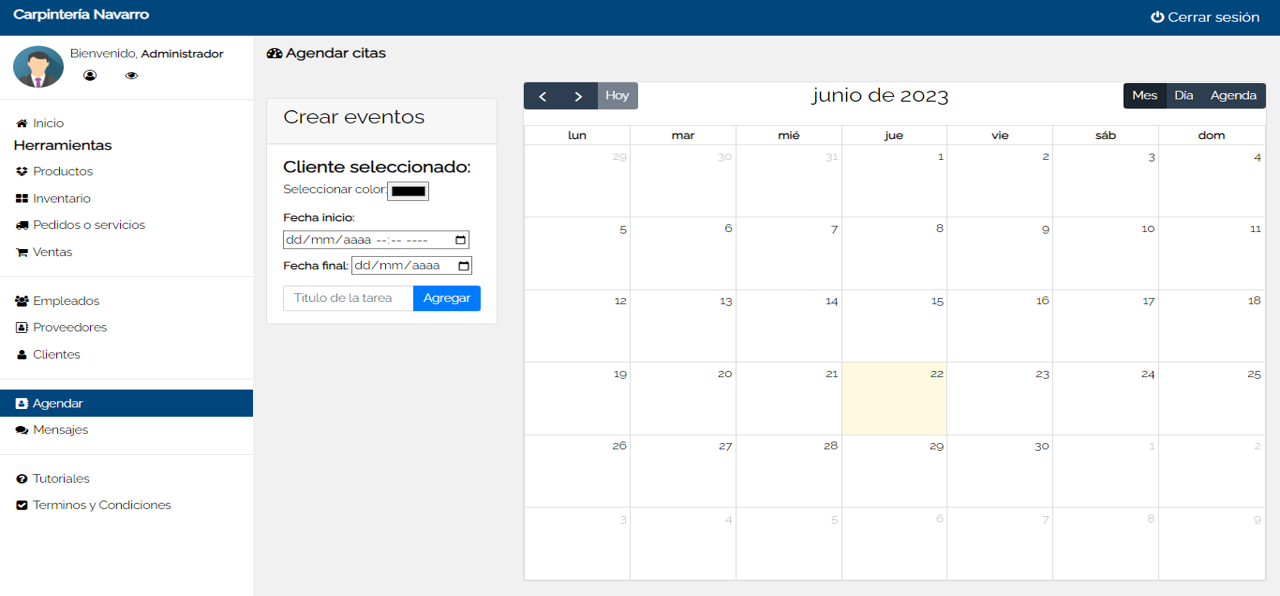 Carpintería Navarro
Cerrar sesión
Bienvenido, Administrador
Inicio
Herramientas
Productos
Inventario
Pedidos o servicios
Ventas
Empleados
Proveedores
Clientes
Agendar
Mensajes
Tutoriales
Terminos y Condiciones
Agendar citas
Crear eventos
Cliente seleccionado:
Seleccionar color:
Fecha inicio:
dd/mm/aaaa --:-- ----
Fecha final: dd/mm/aaaa
Titulo de la tarea Agregar
< > Hoy junio de 2023 Mes Día Agenda
lun mar mié jue vie sáb dom
29 30 31 1 2 3 4
5 6 7 8 9 10 11
12 13 14 15 16 17 18
19 20 21 22 23 24 25
26 27 28 29 30 1 2
3 4 5 6 7 8 9